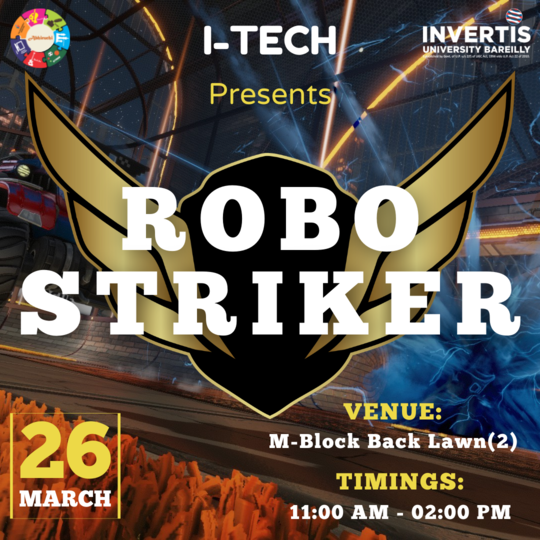 I-TECH
Presents
INVERTIS
UNIVERSITY BAREILLY
ROBO
STRIKER
26
MARCH
VENUE:
M-Block Back Lawn(2)
TIMINGS:
11:00 AM - 02:00 PM